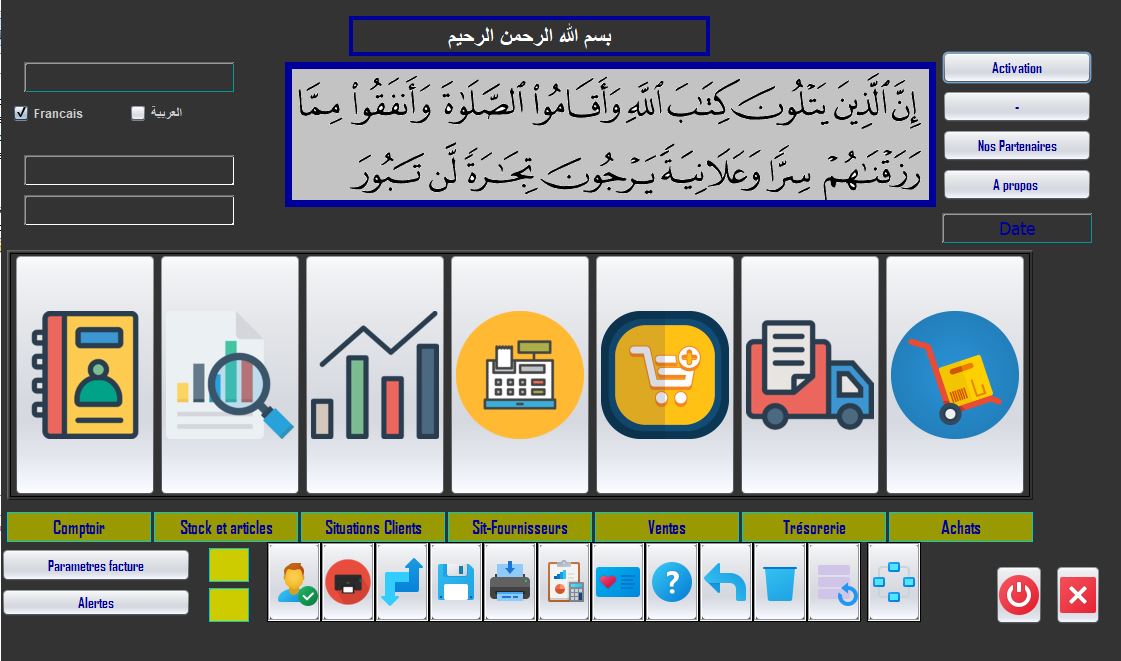 بسم الله الرحمن الرحيم
إِنَّ ٱلَّذِينَ يَتْلُونَ كِتَٰبَ ٱللَّهِ وَأَقَامُوا۟ ٱلصَّلَوٰةَ وَأَنفَقُوا۟ مِمَّا
رَزَقْنَٰهُمْ سِرًّا وَعَلَانِيَةً يَرْجُونَ تِجَٰرَةً لَّن تَبُورَ
Francais
العربية
Activation
-
Nos Partenaires
A propos
Date
Comptoir
Stock et articles
Situations Clients
Sit-Fournisseurs
Ventes
Trésorerie
Achats
Parametres facture
Alertes
?